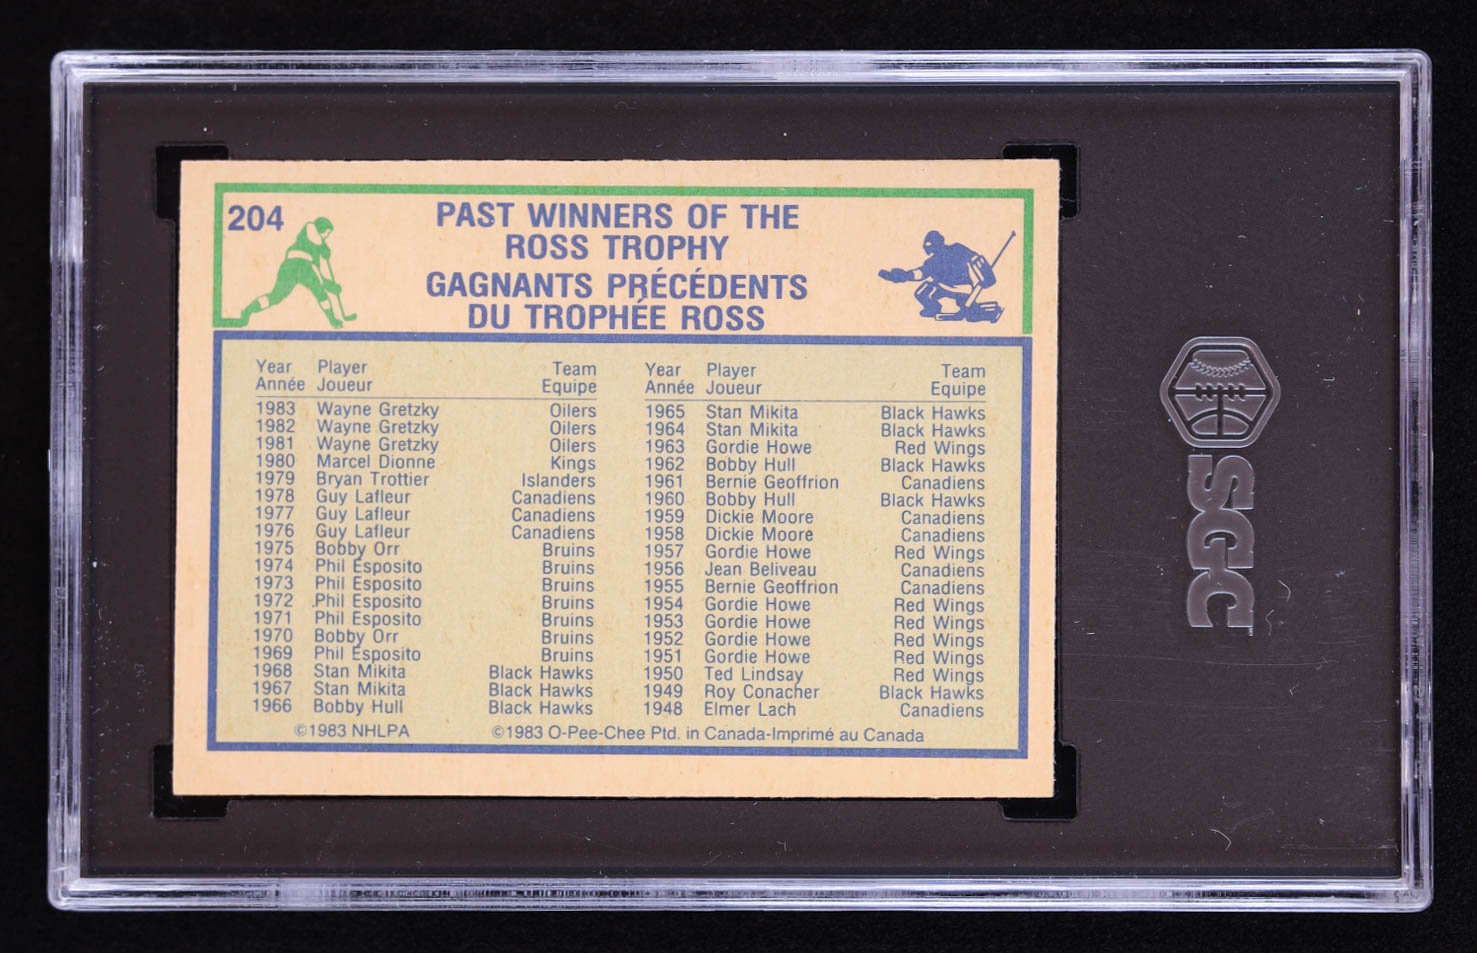 204
PAST WINNERS OF THE
ROSS TROPHY
GAGNANTS PRÉCÉDENTS
DU TROPHÉE ROSS
Year Player Team
Année Joueur Equipe
1983 Wayne Gretzky Oilers
1982 Wayne Gretzky Oilers
1981 Wayne Gretzky Oilers
1980 Marcel Dionne Kings
1979 Bryan Trottier Islanders
1978 Guy Lafleur Canadiens
1977 Guy Lafleur Canadiens
1976 Guy Lafleur Canadiens
1975 Bobby Orr Bruins
1974 Phil Esposito Bruins
1973 Phil Esposito Bruins
1972 Phil Esposito Bruins
1971 Phil Esposito Bruins
1970 Bobby Orr Bruins
1969 Phil Esposito Bruins
1968 Stan Mikita Black Hawks
1967 Stan Mikita Black Hawks
1966 Bobby Hull Black Hawks
Year Player Team
Année Joueur Equipe
1965 Stan Mikita Black Hawks
1964 Stan Mikita Black Hawks
1963 Gordie Howe Red Wings
1962 Bobby Hull Black Hawks
1961 Bernie Geoffrion Canadiens
1960 Bobby Hull Black Hawks
1959 Dickie Moore Canadiens
1958 Dickie Moore Canadiens
1957 Gordie Howe Red Wings
1956 Jean Beliveau Canadiens
1955 Bernie Geoffrion Canadiens
1954 Gordie Howe Red Wings
1953 Gordie Howe Red Wings
1952 Gordie Howe Red Wings
1951 Gordie Howe Red Wings
1950 Ted Lindsay Red Wings
1949 Roy Conacher Black Hawks
1948 Elmer Lach Canadiens
©1983 NHLPA ©1983 O-Pee-Chee Ptd. in Canada-Imprimé au Canada
SGC